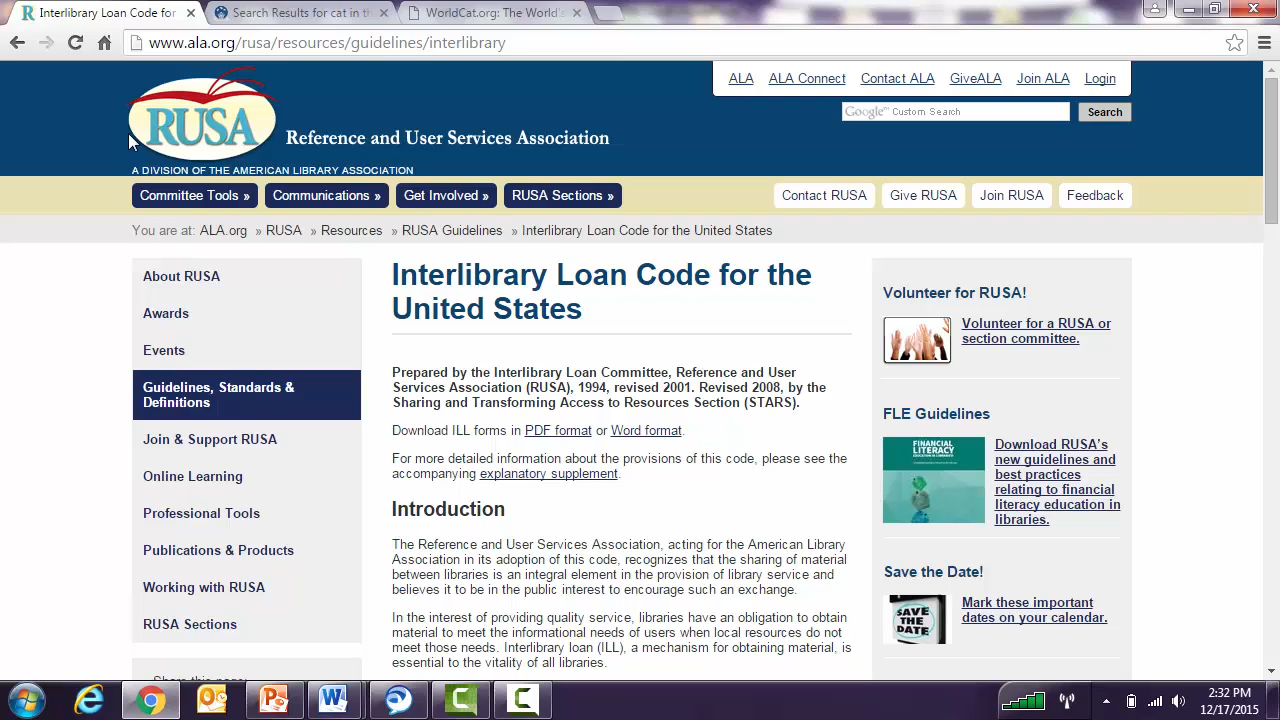 Interlibrary Loan Code for
Search Results for cat in th
WorldCat.org: The World's
www.ala.org/rusa/resources/guidelines/interlibrary
ALA ALA Connect Contact ALA GiveALA Join ALA Login
Google™ Custom Search Search
RUSA
Reference and User Services Association
A DIVISION OF THE AMERICAN LIBRARY ASSOCIATION
Committee Tools » Communications » Get Involved » RUSA Sections » Contact RUSA Give RUSA Join RUSA Feedback
You are at: ALA.org » RUSA » Resources » RUSA Guidelines » Interlibrary Loan Code for the United States
About RUSA
Awards
Events
Guidelines, Standards &
Definitions
Join & Support RUSA
Online Learning
Professional Tools
Publications & Products
Working with RUSA
RUSA Sections
Share this page:
Interlibrary Loan Code for the
United States
Prepared by the Interlibrary Loan Committee, Reference and User
Services Association (RUSA), 1994, revised 2001. Revised 2008, by the
Sharing and Transforming Access to Resources Section (STARS).
Download ILL forms in PDF format or Word format.
For more detailed information about the provisions of this code, please see the
accompanying explanatory supplement.
Introduction
The Reference and User Services Association, acting for the American Library
Association in its adoption of this code, recognizes that the sharing of material
between libraries is an integral element in the provision of library service and
believes it to be in the public interest to encourage such an exchange.
In the interest of providing quality service, libraries have an obligation to obtain
material to meet the informational needs of users when local resources do not
meet those needs. Interlibrary loan (ILL), a mechanism for obtaining material, is
essential to the vitality of all libraries.
Volunteer for RUSA!
Volunteer for a RUSA or
section committee.
FLE Guidelines
FINANCIAL
LITERACY
Download RUSA's
new guidelines and
best practices
relating to financial
literacy education in
libraries.
Save the Date!
SAVE
THE
DATE
Mark these important
dates on your calendar.
2:32 PM
12/17/2015